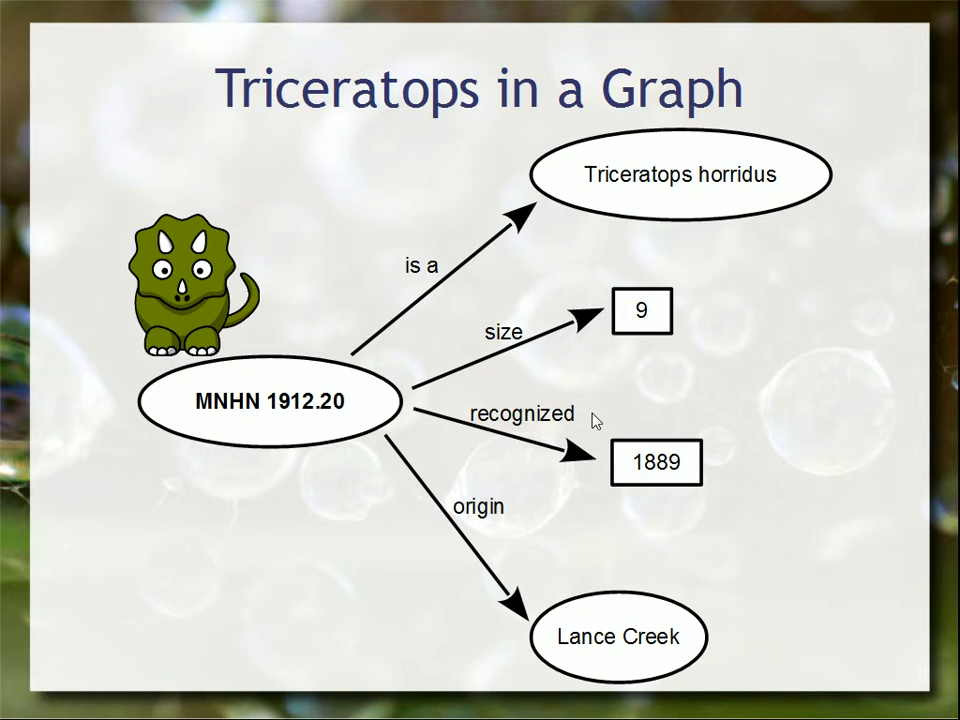 Triceratops in a Graph
Triceratops horridus
is a
9
size
MNHN 1912.20
recognized
1889
origin
Lance Creek